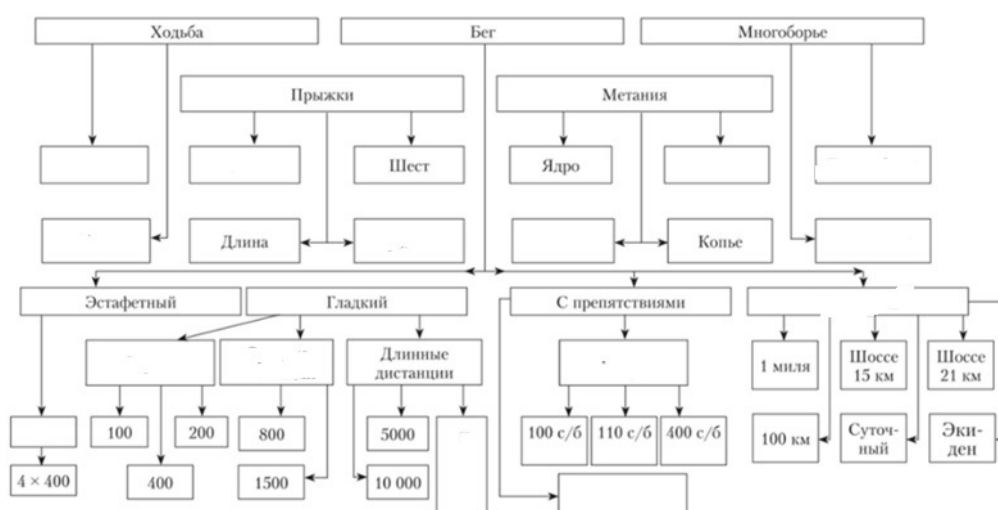 Ходьба
Бег
Многоборье
Прыжки
Метания
Шест
Ядро
Длина
Копье
Эстафетный
Гладкий
С препятствиями
Длинные
дистанции
1 миля
Шоссе
15 км
Шоссе
21 км
100
200
800
5000
100 с/б
110 с/б
400 с/б
100 км
Суточ-
ный
Эки-
ден
4 × 400
400
1500
10 000